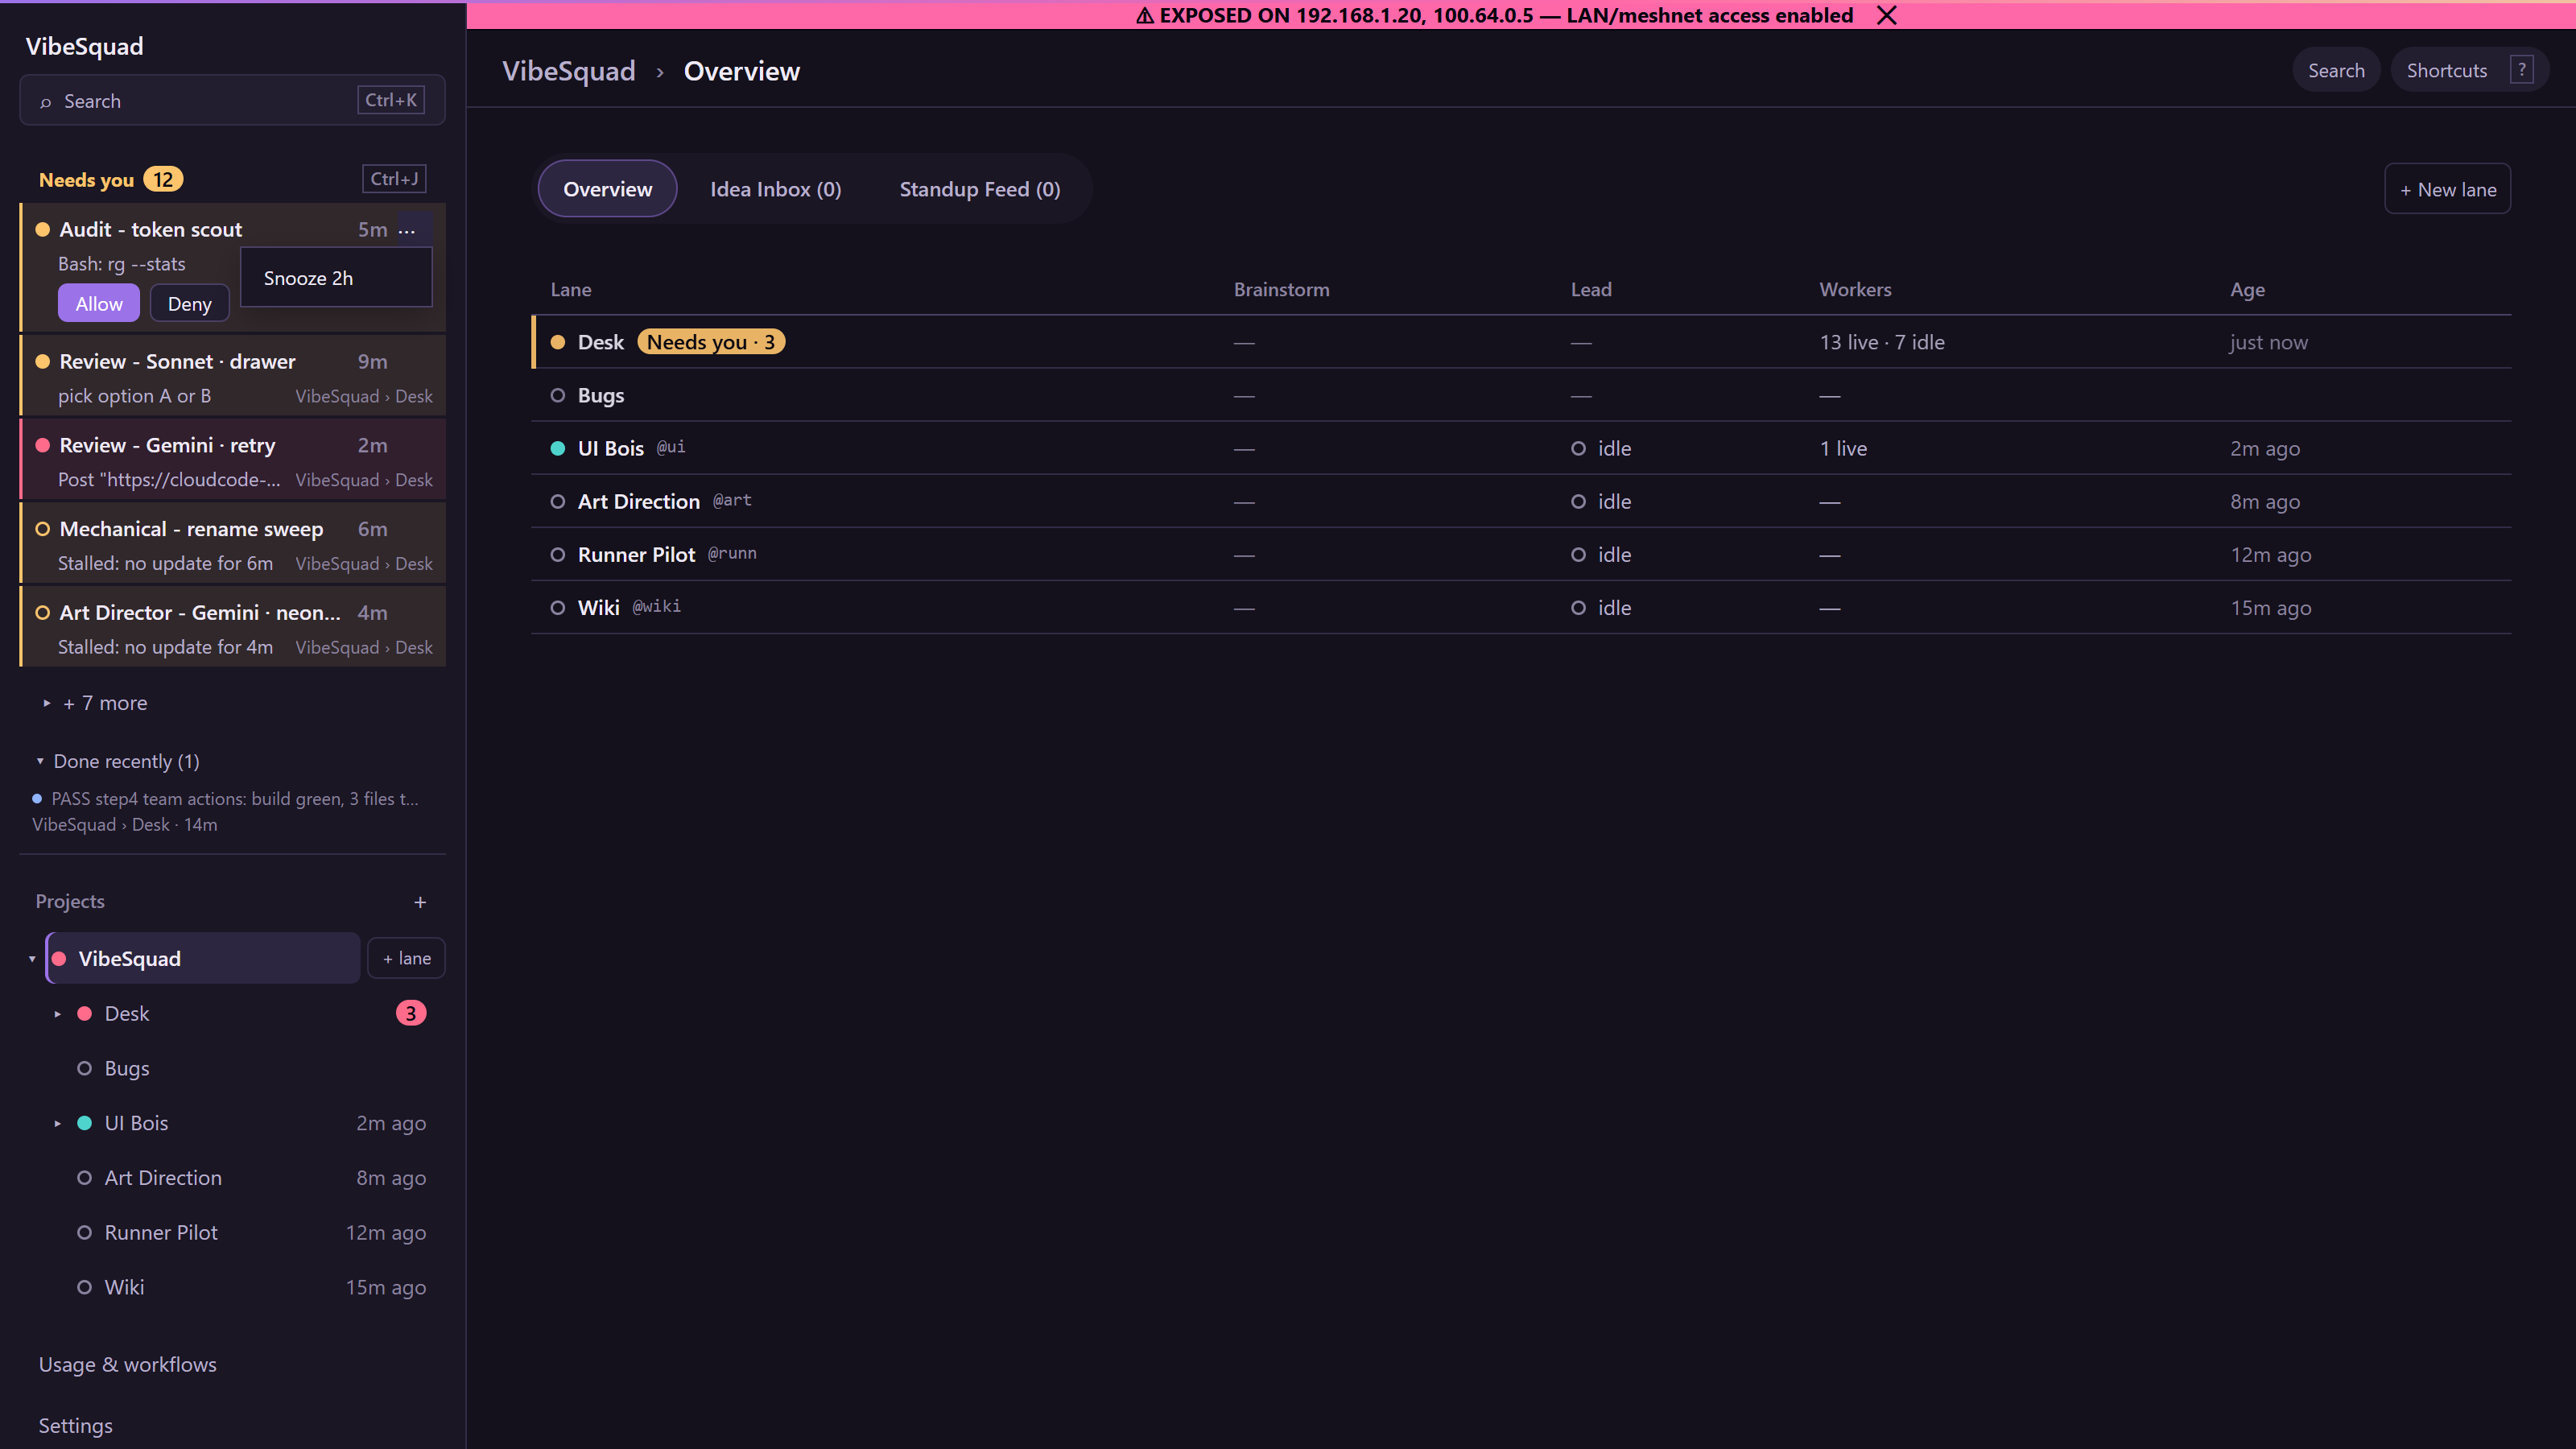 ⚠ EXPOSED ON 192.168.1.20, 100.64.0.5 — LAN/meshnet access enabled
VibeSquad
Search Ctrl+K
Needs you 12 Ctrl+J
Audit - token scout 5m ...
Bash: rg --stats
Snooze 2h
Allow Deny
Review - Sonnet · drawer 9m
pick option A or B VibeSquad › Desk
Review - Gemini · retry 2m
Post "https://cloudcode-... VibeSquad › Desk
Mechanical - rename sweep 6m
Stalled: no update for 6m VibeSquad › Desk
Art Director - Gemini · neon... 4m
Stalled: no update for 4m VibeSquad › Desk
+ 7 more
Done recently (1)
PASS step4 team actions: build green, 3 files t...
VibeSquad › Desk · 14m
Projects +
VibeSquad + lane
Desk 3
Bugs
UI Bois 2m ago
Art Direction 8m ago
Runner Pilot 12m ago
Wiki 15m ago
Usage & workflows
Settings
VibeSquad › Overview
Search Shortcuts ?
Overview Idea Inbox (0) Standup Feed (0) + New lane
Lane Brainstorm Lead Workers Age
Desk Needs you · 3 — — 13 live · 7 idle just now
Bugs — — —
UI Bois @ui — idle 1 live 2m ago
Art Direction @art — idle — 8m ago
Runner Pilot @runn — idle — 12m ago
Wiki @wiki — idle — 15m ago